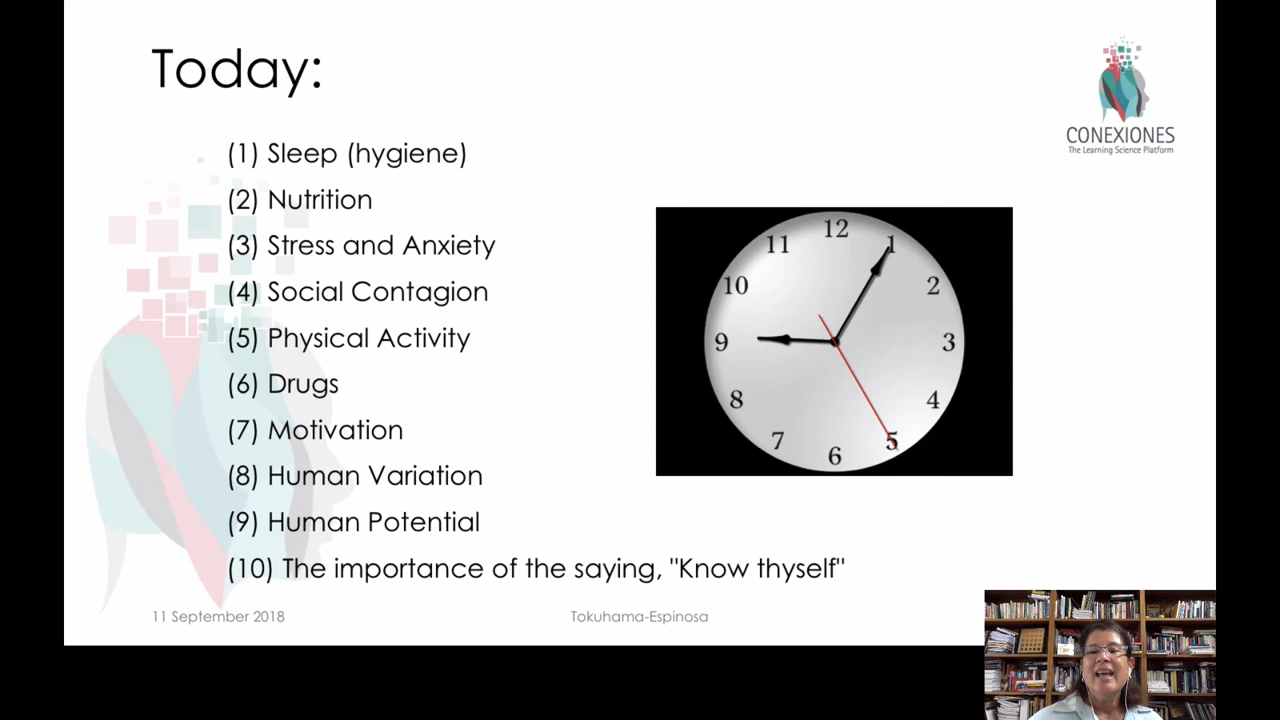 Today:
CONEXIONES
The Learning Science Platform
(1) Sleep (hygiene)
(2) Nutrition
(3) Stress and Anxiety
(4) Social Contagion
(5) Physical Activity
(6) Drugs
(7) Motivation
(8) Human Variation
(9) Human Potential
(10) The importance of the saying, "Know thyself"
12
11
1
10
2
9
3
8
4
7
5
6
11 September 2018
Tokuhama-Espinosa